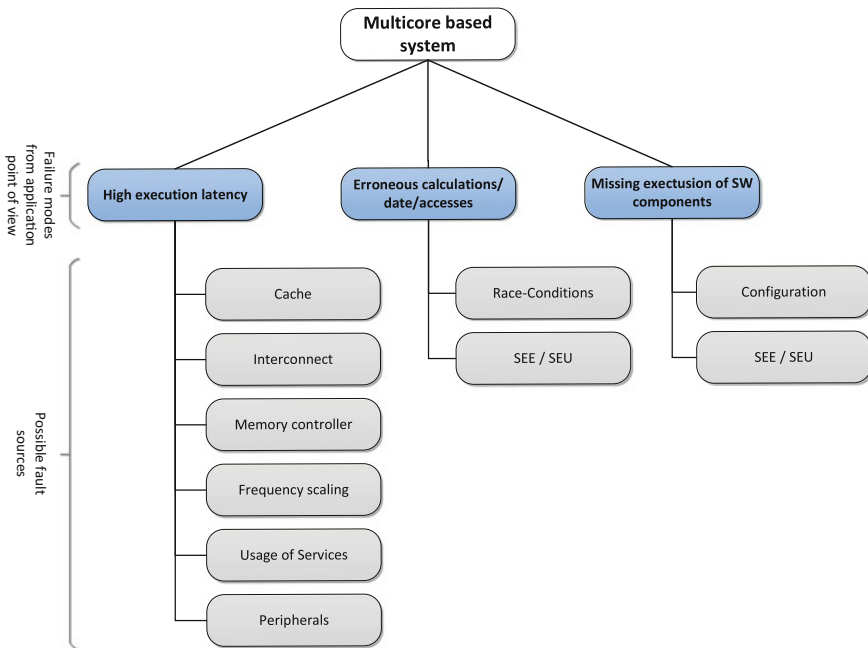 Multicore based
system
Failure modes
from application
point of view
High execution latency
Erroneous calculations/
date/accesses
Missing exectusion of SW
components
Possible fault
sources
Cache
Interconnect
Memory controller
Frequency scaling
Usage of Services
Peripherals
Race-Conditions
SEE / SEU
Configuration
SEE / SEU